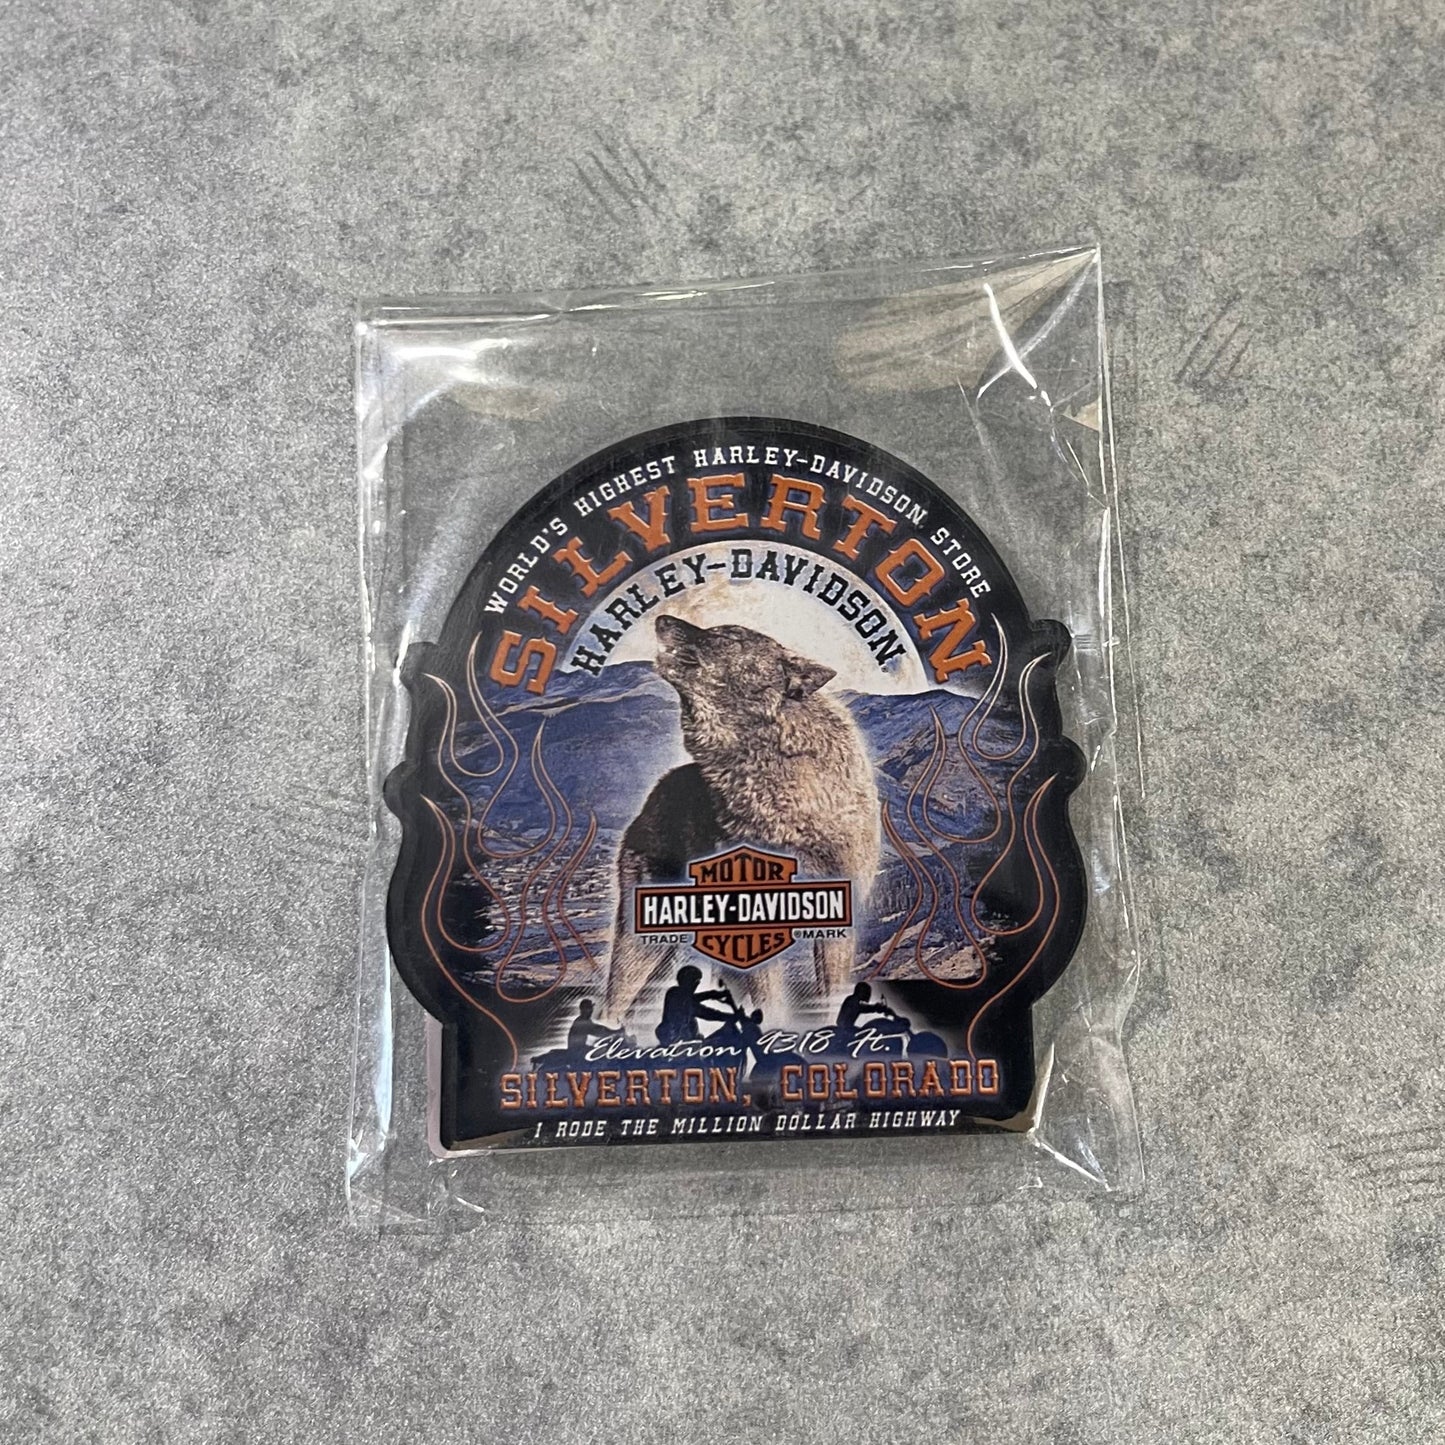 WORLD'S HIGHEST HARLEY-DAVIDSON STORE
SILVERTON
HARLEY-DAVIDSON
MOTOR
HARLEY-DAVIDSON
TRADE ®MARK
CYCLES
Elevation 9318 Ft.
SILVERTON, COLORADO
I RODE THE MILLION DOLLAR HIGHWAY